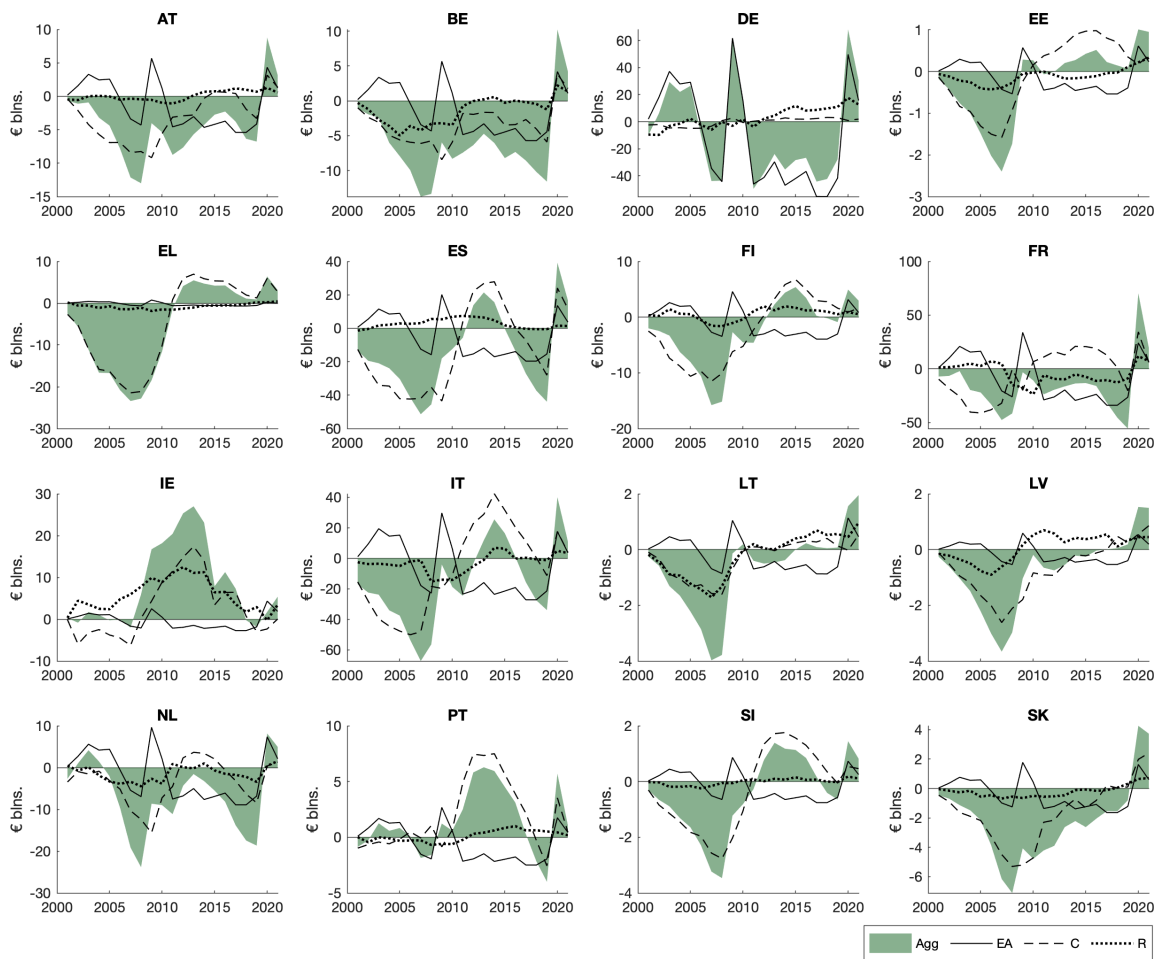 AT BE DE EE
€ blns. 10 5 0 -5 -10 -15 2000 2005 2010 2015 2020
€ blns. 10 5 0 -5 -10 2000 2005 2010 2015 2020
€ blns. 60 40 20 0 -20 -40 2000 2005 2010 2015 2020
€ blns. 1 0 -1 -2 -3 2000 2005 2010 2015 2020
EL ES FI FR
€ blns. 10 0 -10 -20 -30 2000 2005 2010 2015 2020
€ blns. 40 20 0 -20 -40 -60 2000 2005 2010 2015 2020
€ blns. 10 0 -10 -20 2000 2005 2010 2015 2020
€ blns. 100 50 0 -50 2000 2005 2010 2015 2020
IE IT LT LV
€ blns. 30 20 10 0 -10 2000 2005 2010 2015 2020
€ blns. 40 20 0 -20 -40 -60 2000 2005 2010 2015 2020
€ blns. 2 0 -2 -4 2000 2005 2010 2015 2020
€ blns. 2 0 -2 -4 2000 2005 2010 2015 2020
NL PT SI SK
€ blns. 10 0 -10 -20 -30 2000 2005 2010 2015 2020
€ blns. 10 5 0 -5 2000 2005 2010 2015 2020
€ blns. 2 0 -2 -4 2000 2005 2010 2015 2020
€ blns. 4 2 0 -2 -4 -6 2000 2005 2010 2015 2020
Agg EA C R